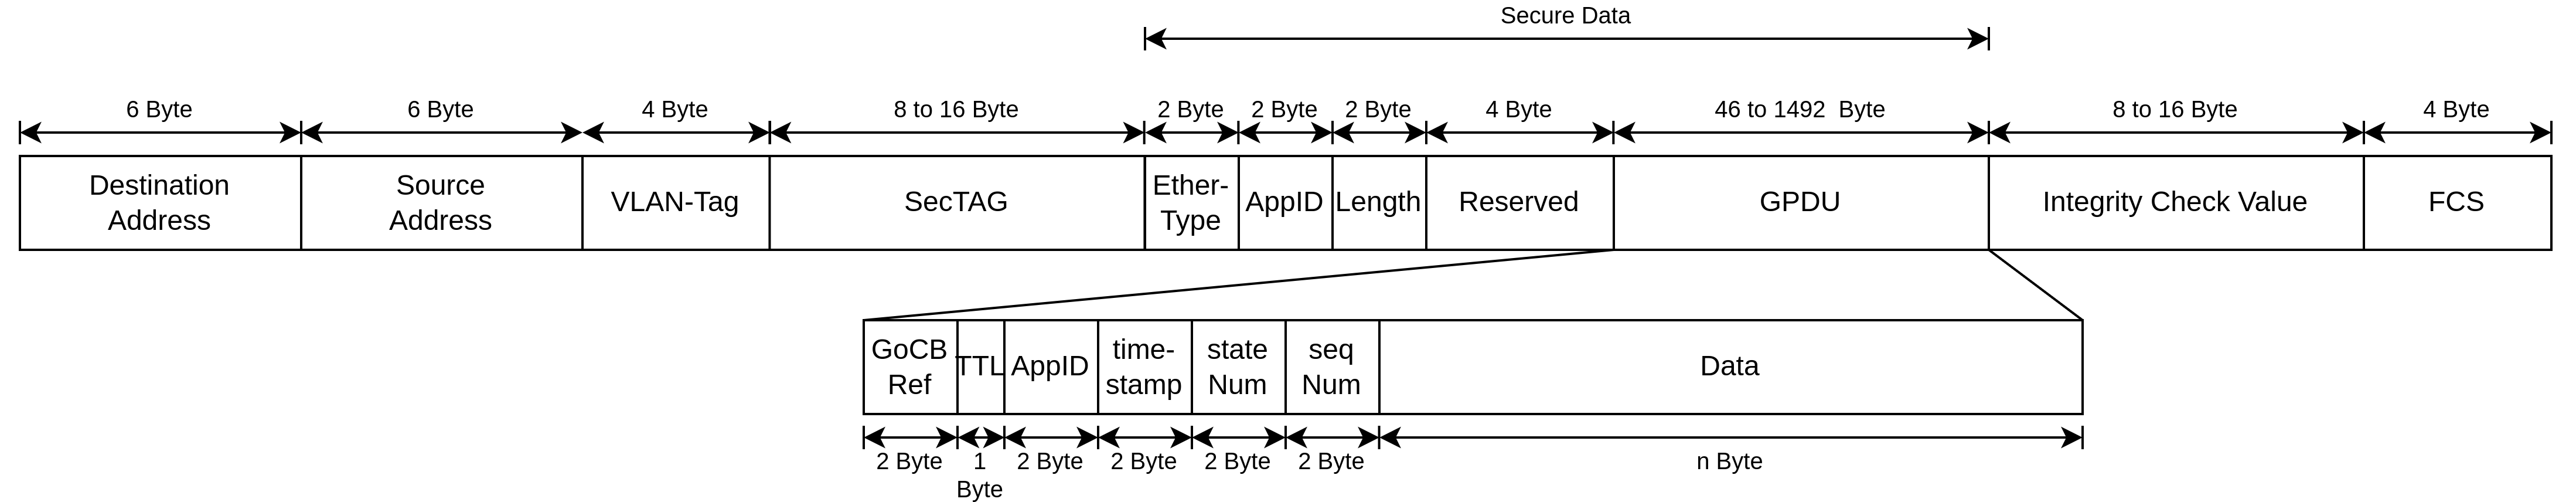 Secure Data
6 Byte
6 Byte
4 Byte
8 to 16 Byte
2 Byte
2 Byte
2 Byte
4 Byte
46 to 1492  Byte
8 to 16 Byte
4 Byte
Destination
Address
Source
Address
VLAN-Tag
SecTAG
Ether-
Type
AppID
Length
Reserved
GPDU
Integrity Check Value
FCS
GoCB
Ref
TTL
AppID
time-
stamp
state
Num
seq
Num
Data
2 Byte
1
Byte
2 Byte
2 Byte
2 Byte
2 Byte
n Byte